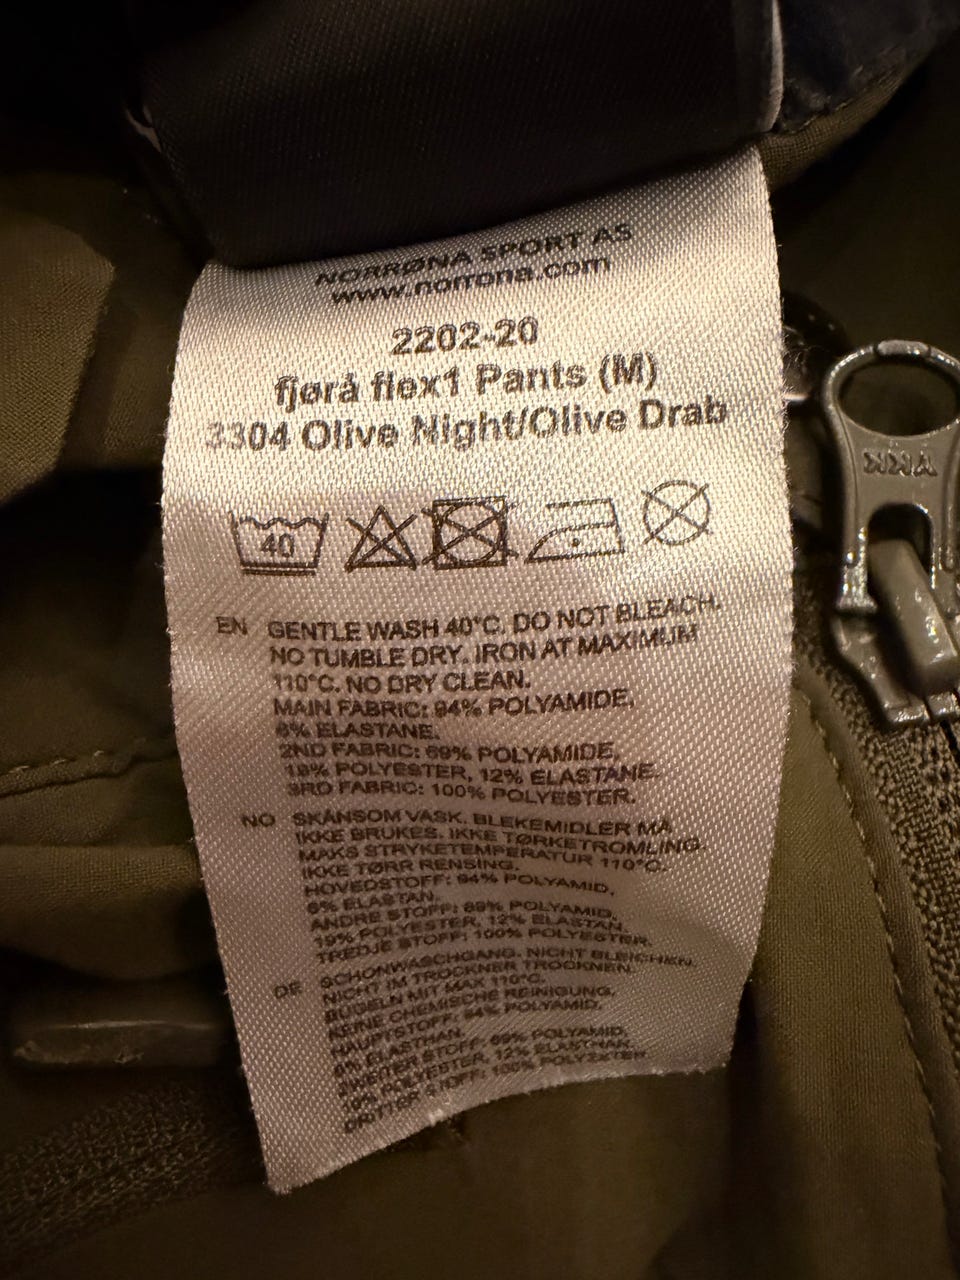 NORRØNA SPORT AS
www.norrona.com
2202-20
fjørå flex1 Pants (M)
3304 Olive Night/Olive Drab
40
EN GENTLE WASH 40°C. DO NOT BLEACH.
NO TUMBLE DRY. IRON AT MAXIMUM
110°C. NO DRY CLEAN.
MAIN FABRIC: 94% POLYAMIDE,
6% ELASTANE.
2ND FABRIC: 69% POLYAMIDE,
19% POLYESTER, 12% ELASTANE.
3RD FABRIC: 100% POLYESTER.
NO SKÅNSOM VASK. BLEKEMIDLER MÅ
IKKE BRUKES. IKKE TØRKETROMLING.
MAKS STRYKETEMPERATUR 110°C.
IKKE TØRR RENSING.
HOVEDSTOFF: 94% POLYAMID,
6% ELASTAN.
ANDRE STOFF: 69% POLYAMID,
19% POLYESTER, 12% ELASTAN.
TREDJE STOFF: 100% POLYESTER.
DE SCHONWASCHGANG. NICHT BLEICHEN.
NICHT IM TROCKNER TROCKNEN.
BÜGELN MIT MAX 110°C.
KEINE CHEMISCHE REINIGUNG.
HAUPTSTOFF: 94% POLYAMID,
6% ELASTHAN.
ZWEITER STOFF: 69% POLYAMID,
19% POLYESTER, 12% ELASTHAN.
DRITTER STOFF: 100% POLYEXTER
YKK